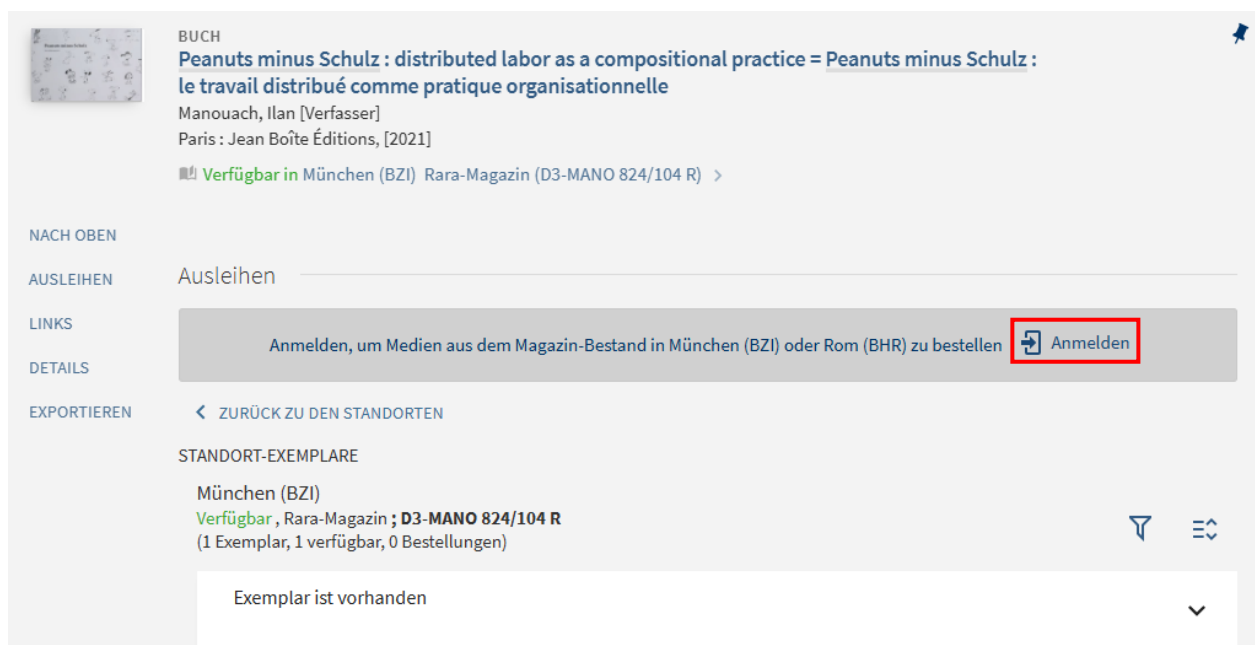 BUCH
Peanuts minus Schulz : distributed labor as a compositional practice = Peanuts minus Schulz :
le travail distribué comme pratique organisationnelle
Manouach, Ilan [Verfasser]
Paris : Jean Boîte Éditions, [2021]
Verfügbar in München (BZI) Rara-Magazin (D3-MANO 824/104 R) >
NACH OBEN
AUSLEIHEN
LINKS
DETAILS
EXPORTIEREN
Ausleihen
Anmelden, um Medien aus dem Magazin-Bestand in München (BZI) oder Rom (BHR) zu bestellen Anmelden
ZURÜCK ZU DEN STANDORTEN
STANDORT-EXEMPLARE
München (BZI)
Verfügbar , Rara-Magazin ; D3-MANO 824/104 R
(1 Exemplar, 1 verfügbar, 0 Bestellungen)
Exemplar ist vorhanden